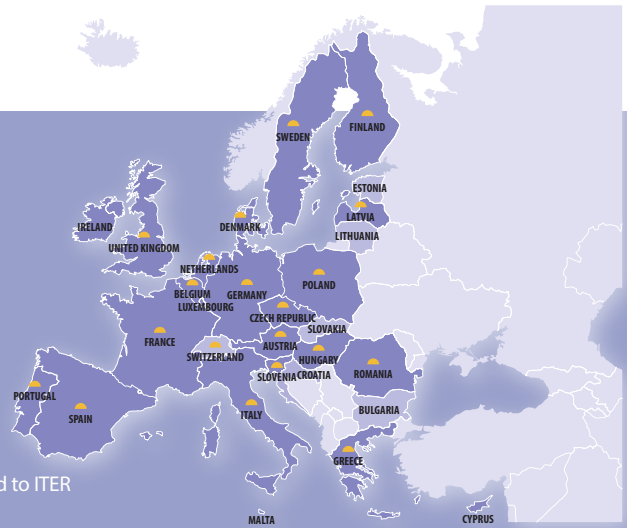 SWEDEN
FINLAND
ESTONIA
LATVIA
LITHUANIA
DENMARK
IRELAND
UNITED KINGDOM
NETHERLANDS
BELGIUM
GERMANY
POLAND
LUXEMBOURG
CZECH REPUBLIC
SLOVAKIA
FRANCE
AUSTRIA
SWITZERLAND
HUNGARY
SLOVENIA
CROATIA
ROMANIA
PORTUGAL
SPAIN
ITALY
BULGARIA
GREECE
d to ITER
MALTA
CYPRUS